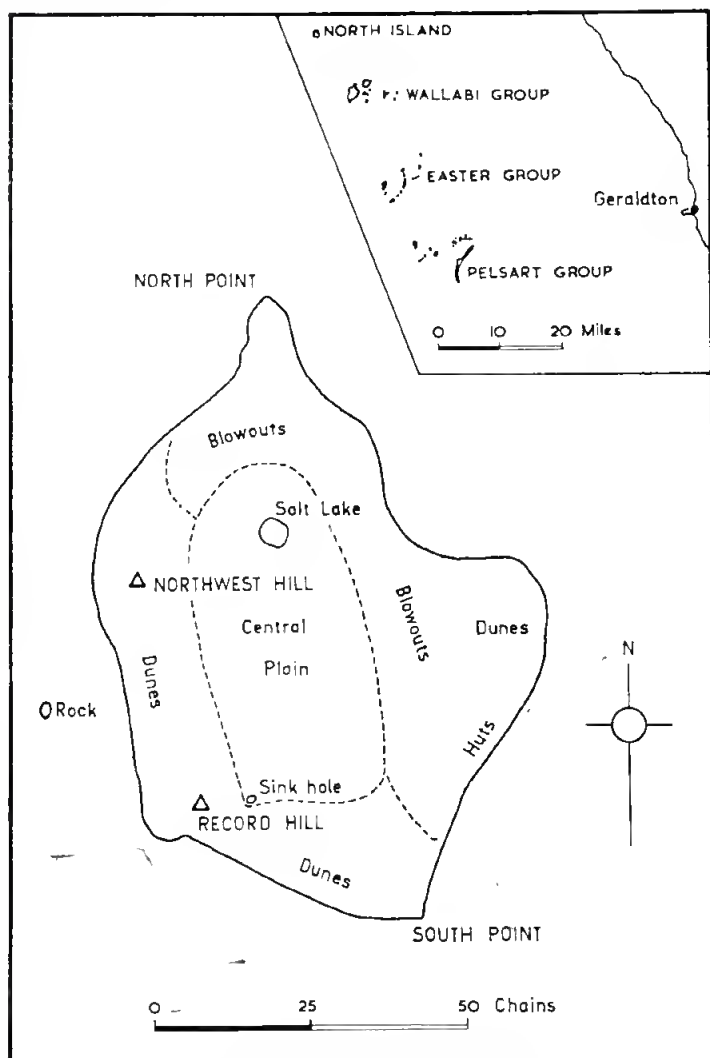 NORTH ISLAND
WALLABI GROUP
EASTER GROUP
Geraldton
PELSART GROUP
0 10 20 Miles
NORTH POINT
Blowouts
Salt Lake
NORTHWEST HILL
Central
Plain
Blowouts
Dunes
Dunes
Rock
Huts
N
Sink hole
RECORD HILL
Dunes
SOUTH POINT
0 25 50 Chains